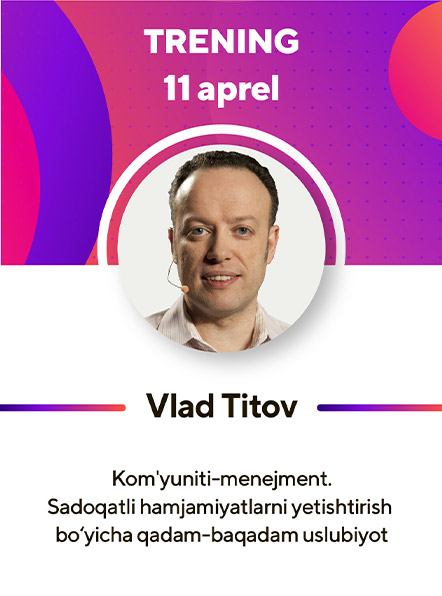 TRENING
11 aprel
Vlad Titov
Kom'yuniti-menejment.
Sadoqatli hamjamiyatlarni yetishtirish
bo‘yicha qadam-baqadam uslubiyot